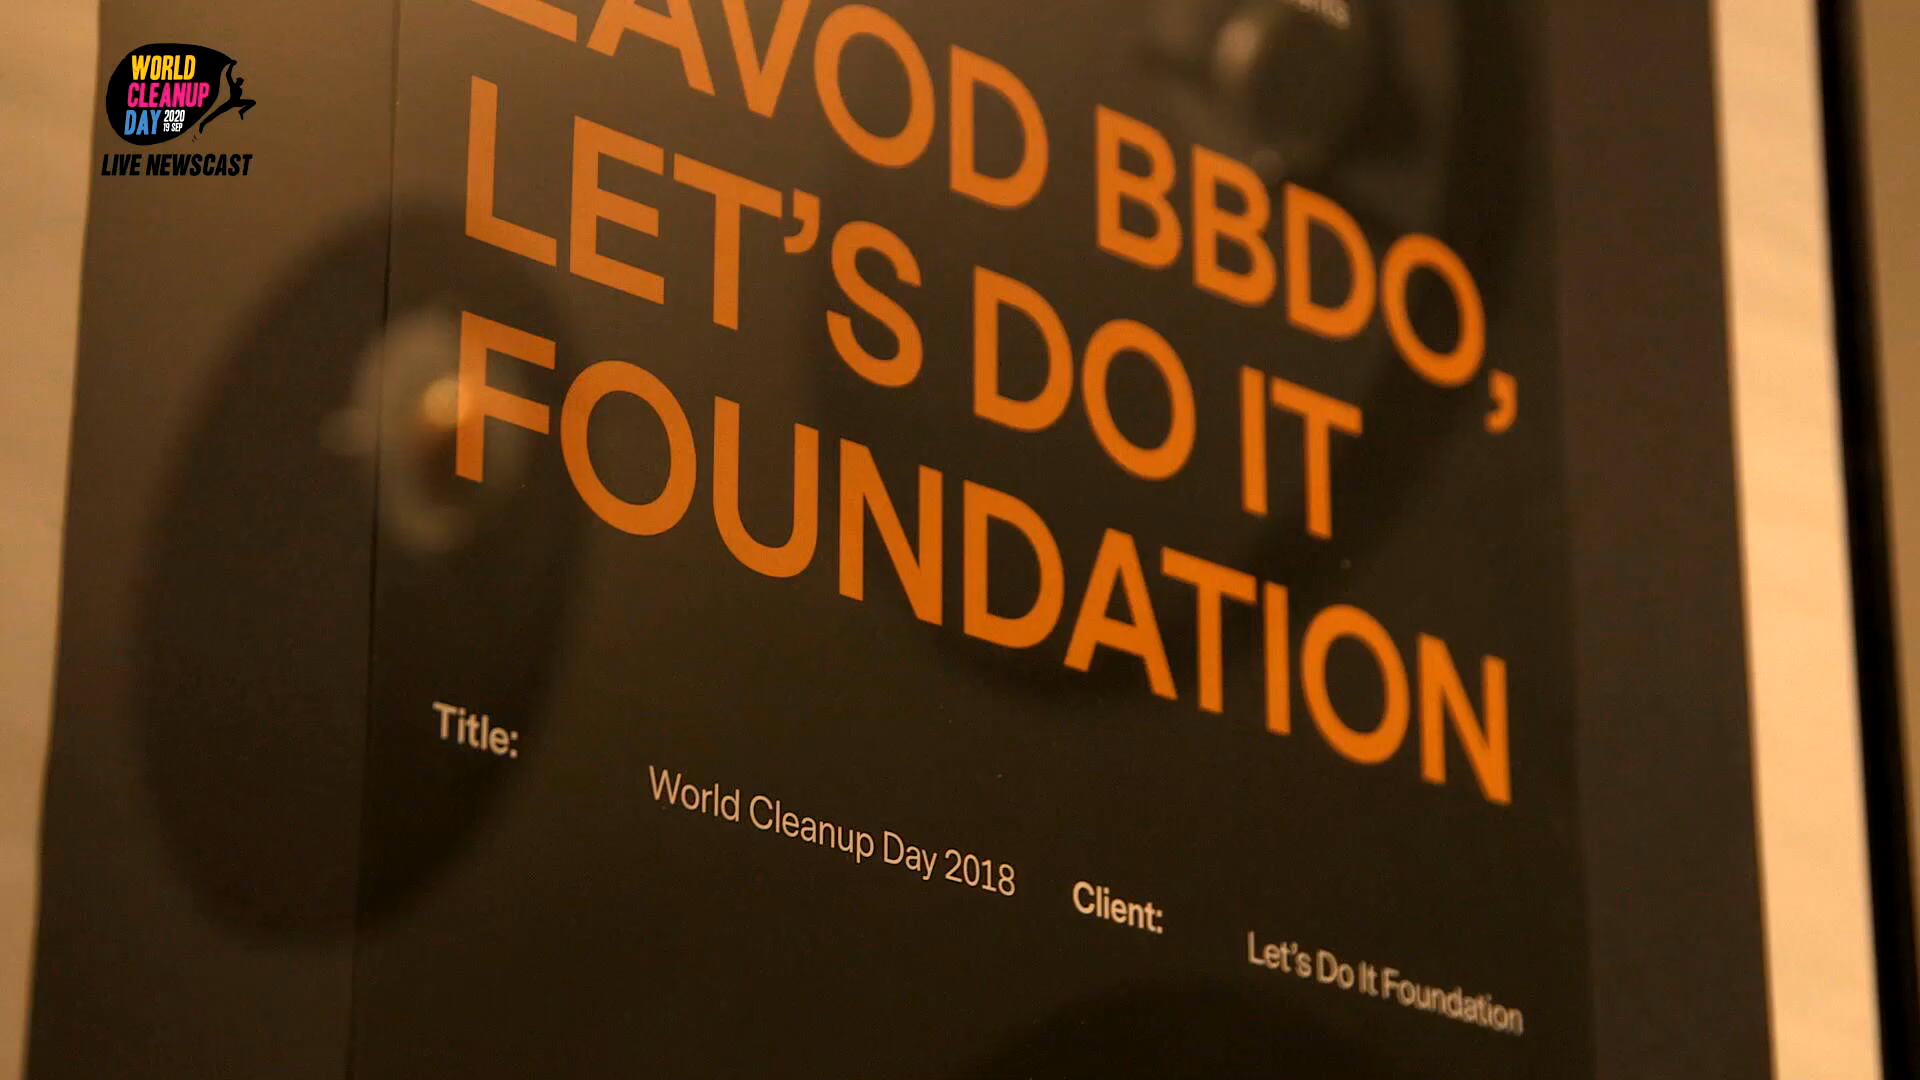 WORLD
CLEANUP
DAY 2020
19 SEP
LIVE NEWSCAST
BBDO,
LET'S DO IT
FOUNDATION
Title:
World Cleanup Day 2018
Client:
Let's Do It Foundation